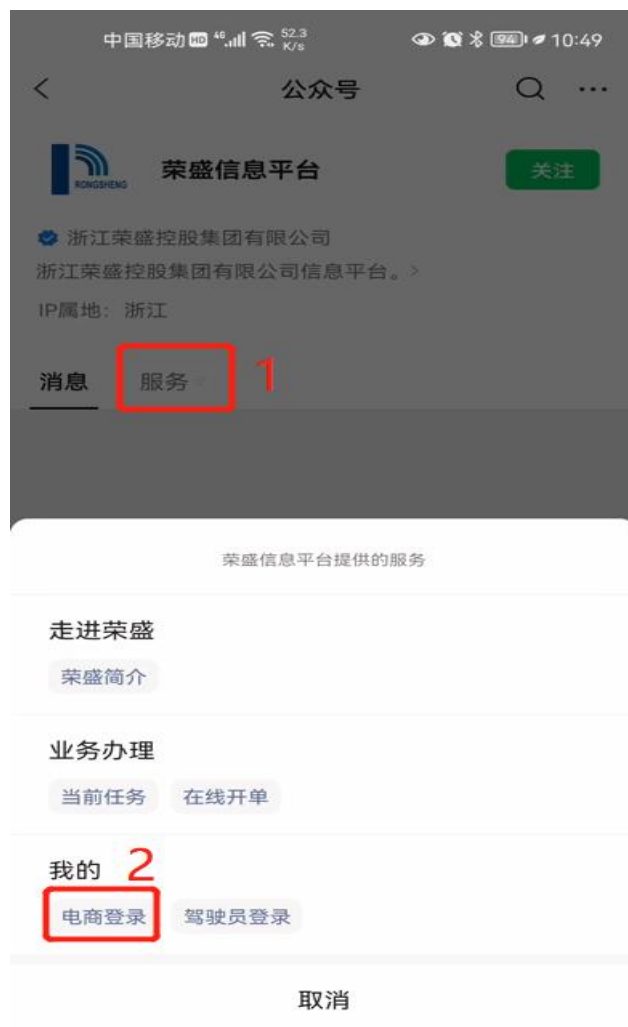 中国移动 HD 4G 52.3 K/s 94 10:49
公众号
RONGSHENG 荣盛信息平台 关注
浙江荣盛控股集团有限公司
浙江荣盛控股集团有限公司信息平台。
IP属地：浙江
消息 服务 1
荣盛信息平台提供的服务
走进荣盛
荣盛简介
业务办理
当前任务 在线开单
我的 2
电商登录 驾驶员登录
取消